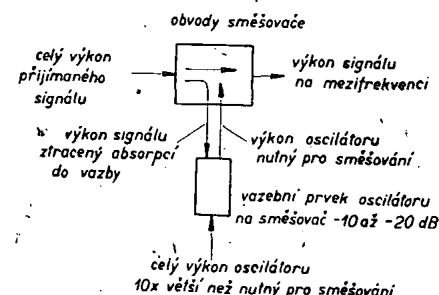 obvody směšovače
celý výkon
přijímaného
signálu
výkon signálu
na mezifrekvenci
výkon signálu
ztracený absorpcí
do vazby
výkon oscilátoru
nutný pro směšování
vazební prvek oscilátoru
na směšovač -10 až -20 dB
celý výkon oscilátoru
10x větší než nutný pro směšování